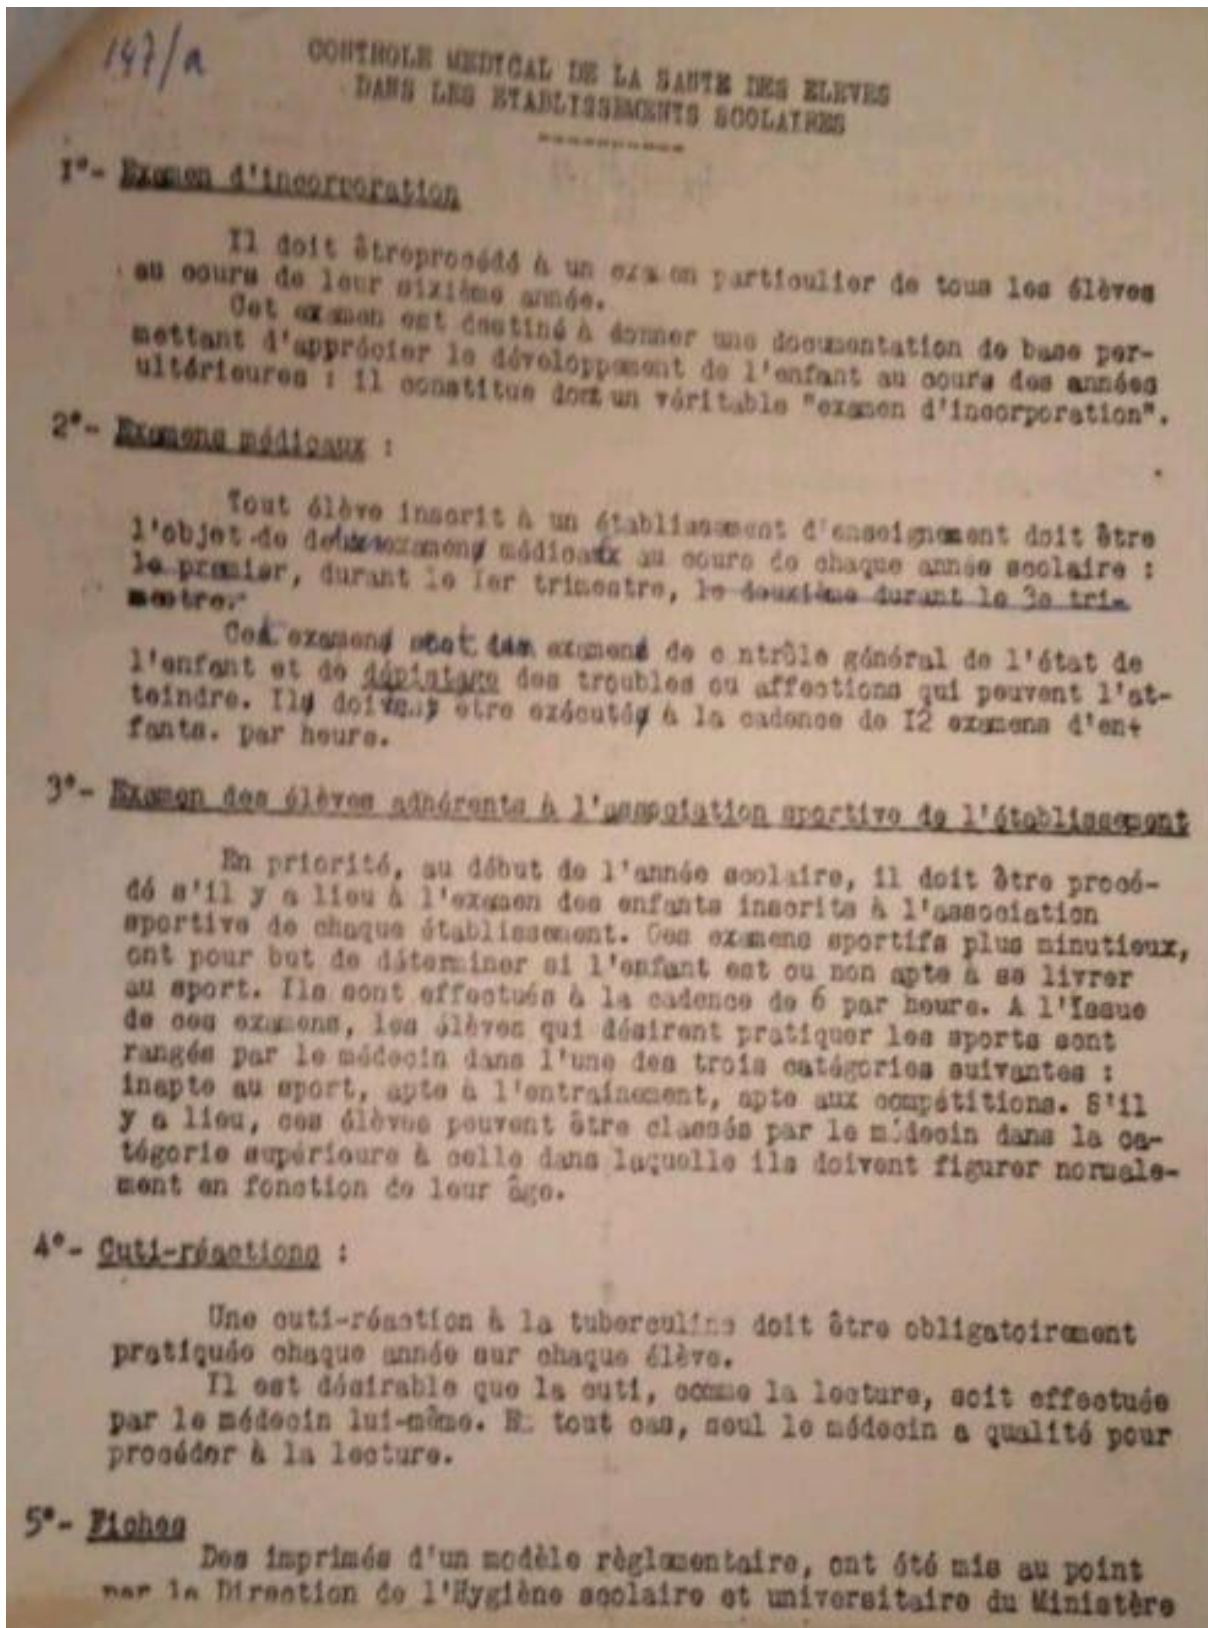 147/a
CONTROLE MEDICAL DE LA SANTE DES ELEVES
DANS LES ETABLISSEMENTS SCOLAIRES
----------
1°- Examen d'incorporation
Il doit êtreprocédé à un examen particulier de tous les élèves
au cours de leur sixième année.
Cet examen est destiné à donner une documentation de base per-
mettant d'apprécier le développement de l'enfant au cours des années
ultérieures : il constitue dont un véritable "examen d'incorporation".
2°- Examens médicaux :
Tout élève inscrit à un établissement d'enseignement doit être
l'objet de examens médicaux au cours de chaque année scolaire :
le premier, durant le Ier trimestre, le deuxième durant le 3e tri-
mestre.
examens examens de contrôle général de l'état de
l'enfant et de dépistage des troubles ou affections qui peuvent l'at-
teindre. Ils doivent être exécutés à la cadence de I2 examens d'en-
fants. par heure.
3°- Examen des élèves adhérents à l'association sportive de l'établissement
En priorité, au début de l'année scolaire, il doit être procé-
dé s'il y a lieu à l'examen des enfants inscrits à l'association
sportive de chaque établissement. Ces examens sportifs plus minutieux,
ont pour but de déterminer si l'enfant est ou non apte à se livrer
au sport. Ils sont effectués à la cadence de 6 par heure. A l'Issue
de ces examens, les élèves qui désirent pratiquer les sports sont
rangés par le médecin dans l'une des trois catégories suivantes :
inapte au sport, apte à l'entraînement, apte aux compétitions. S'il
y a lieu, ces élèves peuvent être classés par le médecin dans la ca-
tégorie supérieure à celle dans laquelle ils doivent figurer normale-
ment en fonction de leur âge.
4°- Cuti-réactions :
Une cuti-réaction à la tuberculine doit être obligatoirement
pratiquée chaque année sur chaque élève.
Il est désirable que la cuti, comme la lecture, soit effectuée
par le médecin lui-même. En tout cas, seul le médecin a qualité pour
procéder à la lecture.
5°- Fiches
Des imprimés d'un modèle règlementaire, ont été mis au point
par la Direction de l'Hygiène scolaire et universitaire du Ministère